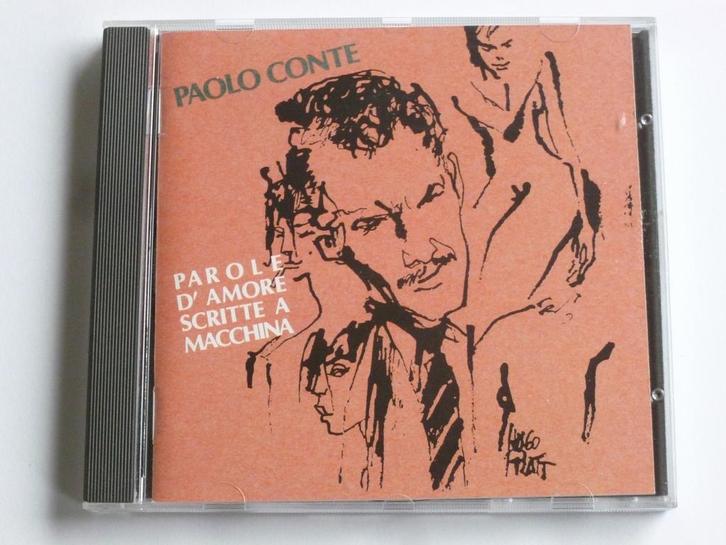 PAOLO CONTE
PAROLE
D'AMORE
SCRITTE A
MACCHINA
HUGO
PRATT